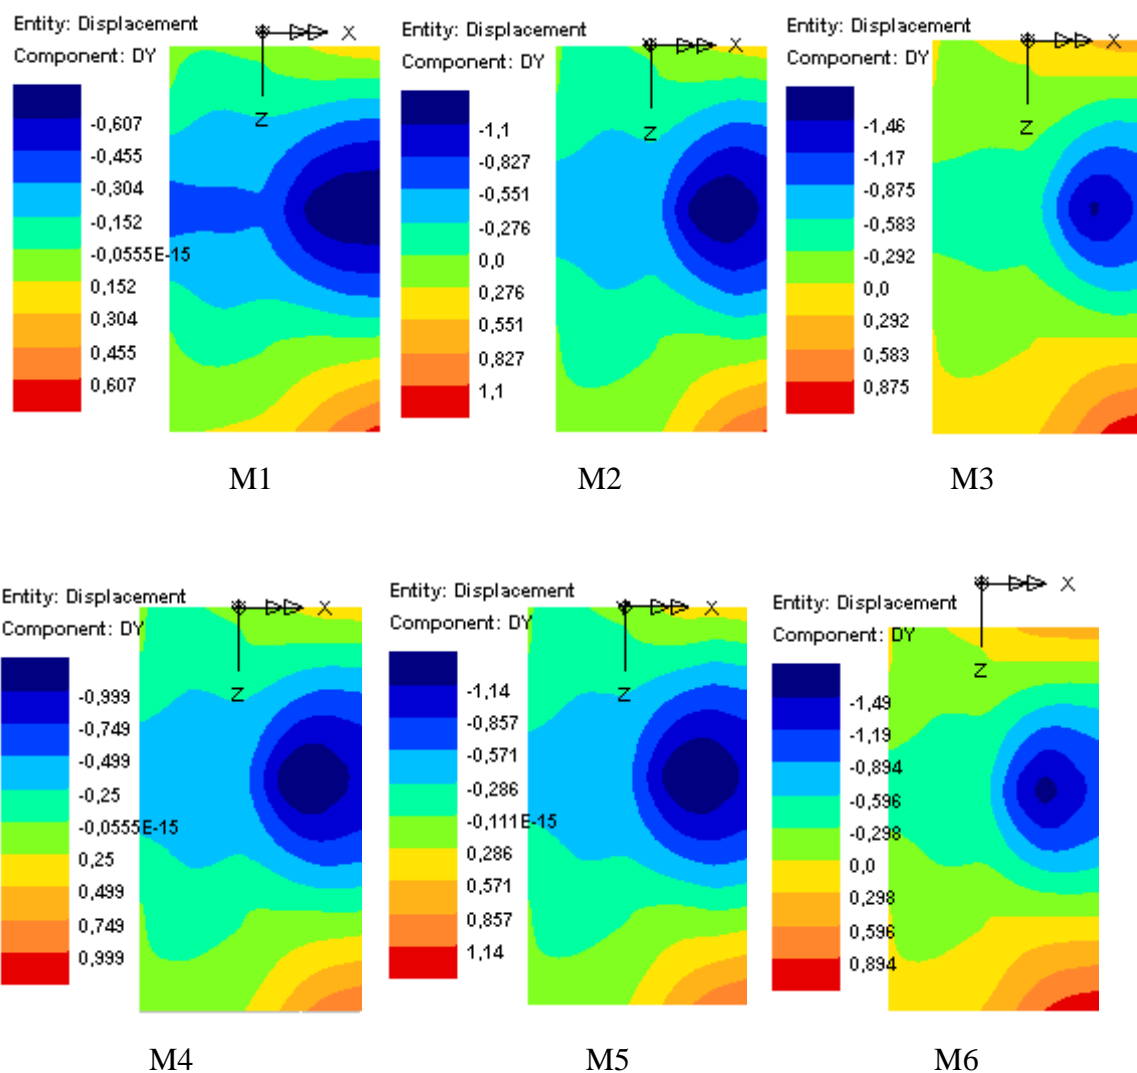 Entity: Displacement
Component: DY
X
Z
-0,607
-0,455
-0,304
-0,152
-0,0555E-15
0,152
0,304
0,455
0,607
M1
Entity: Displacement
Component: DY
X
Z
-1,1
-0,827
-0,551
-0,276
0,0
0,276
0,551
0,827
1,1
M2
Entity: Displacement
Component: DY
X
Z
-1,46
-1,17
-0,875
-0,583
-0,292
0,0
0,292
0,583
0,875
M3
Entity: Displacement
Component: DY
X
Z
-0,999
-0,749
-0,499
-0,25
-0,0555E-15
0,25
0,499
0,749
0,999
M4
Entity: Displacement
Component: DY
X
Z
-1,14
-0,857
-0,571
-0,286
-0,111E-15
0,286
0,571
0,857
1,14
M5
Entity: Displacement
Component: DY
X
Z
-1,49
-1,19
-0,894
-0,596
-0,298
0,0
0,298
0,596
0,894
M6